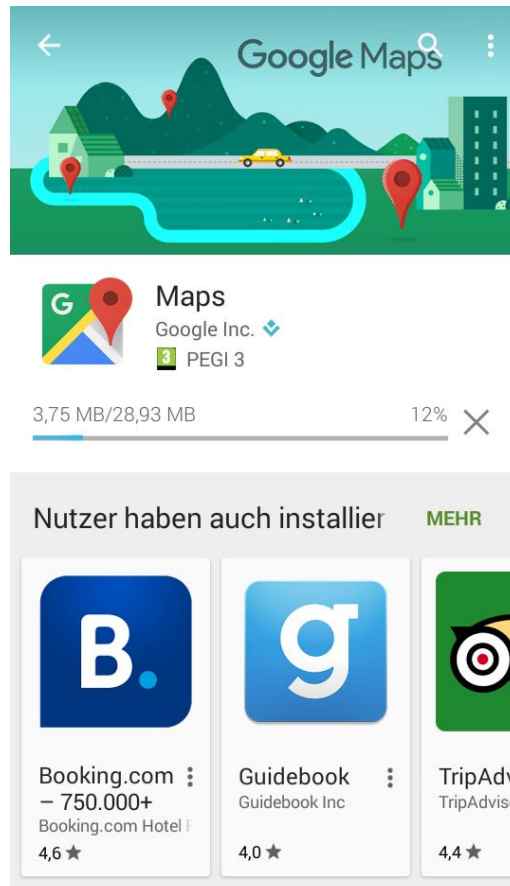 Google Maps
G
Maps
Google Inc.
3 PEGI 3
3,75 MB/28,93 MB 12%
Nutzer haben auch installier MEHR
B.
g
Booking.com
– 750.000+
Booking.com Hotel
4,6
Guidebook
Guidebook Inc
4,0
TripAdv
TripAdvis
4,4